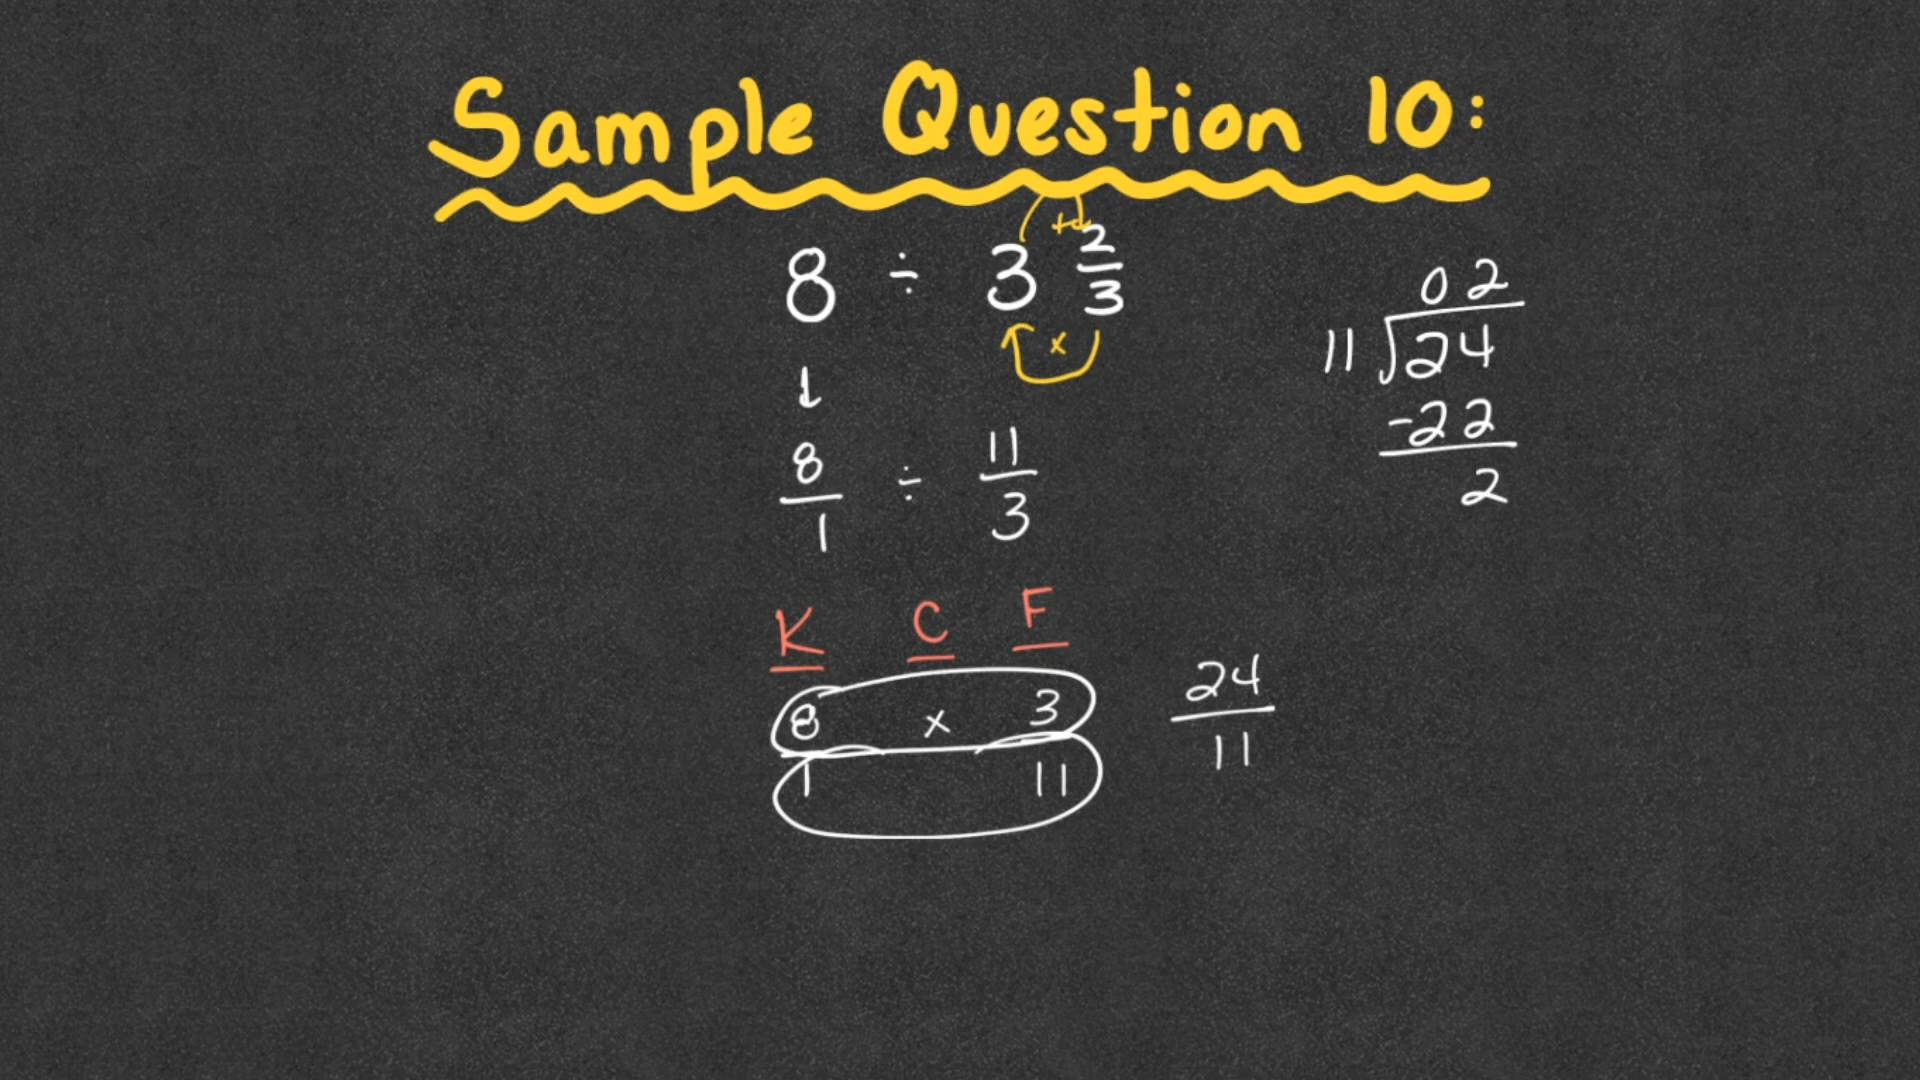 Sample Question 10:
+
8 ÷ 3 2/3
x
↓
8/1 ÷ 11/3
K C F
8/1 x 3/11 24/11
02
11 ⟌24
-22
2